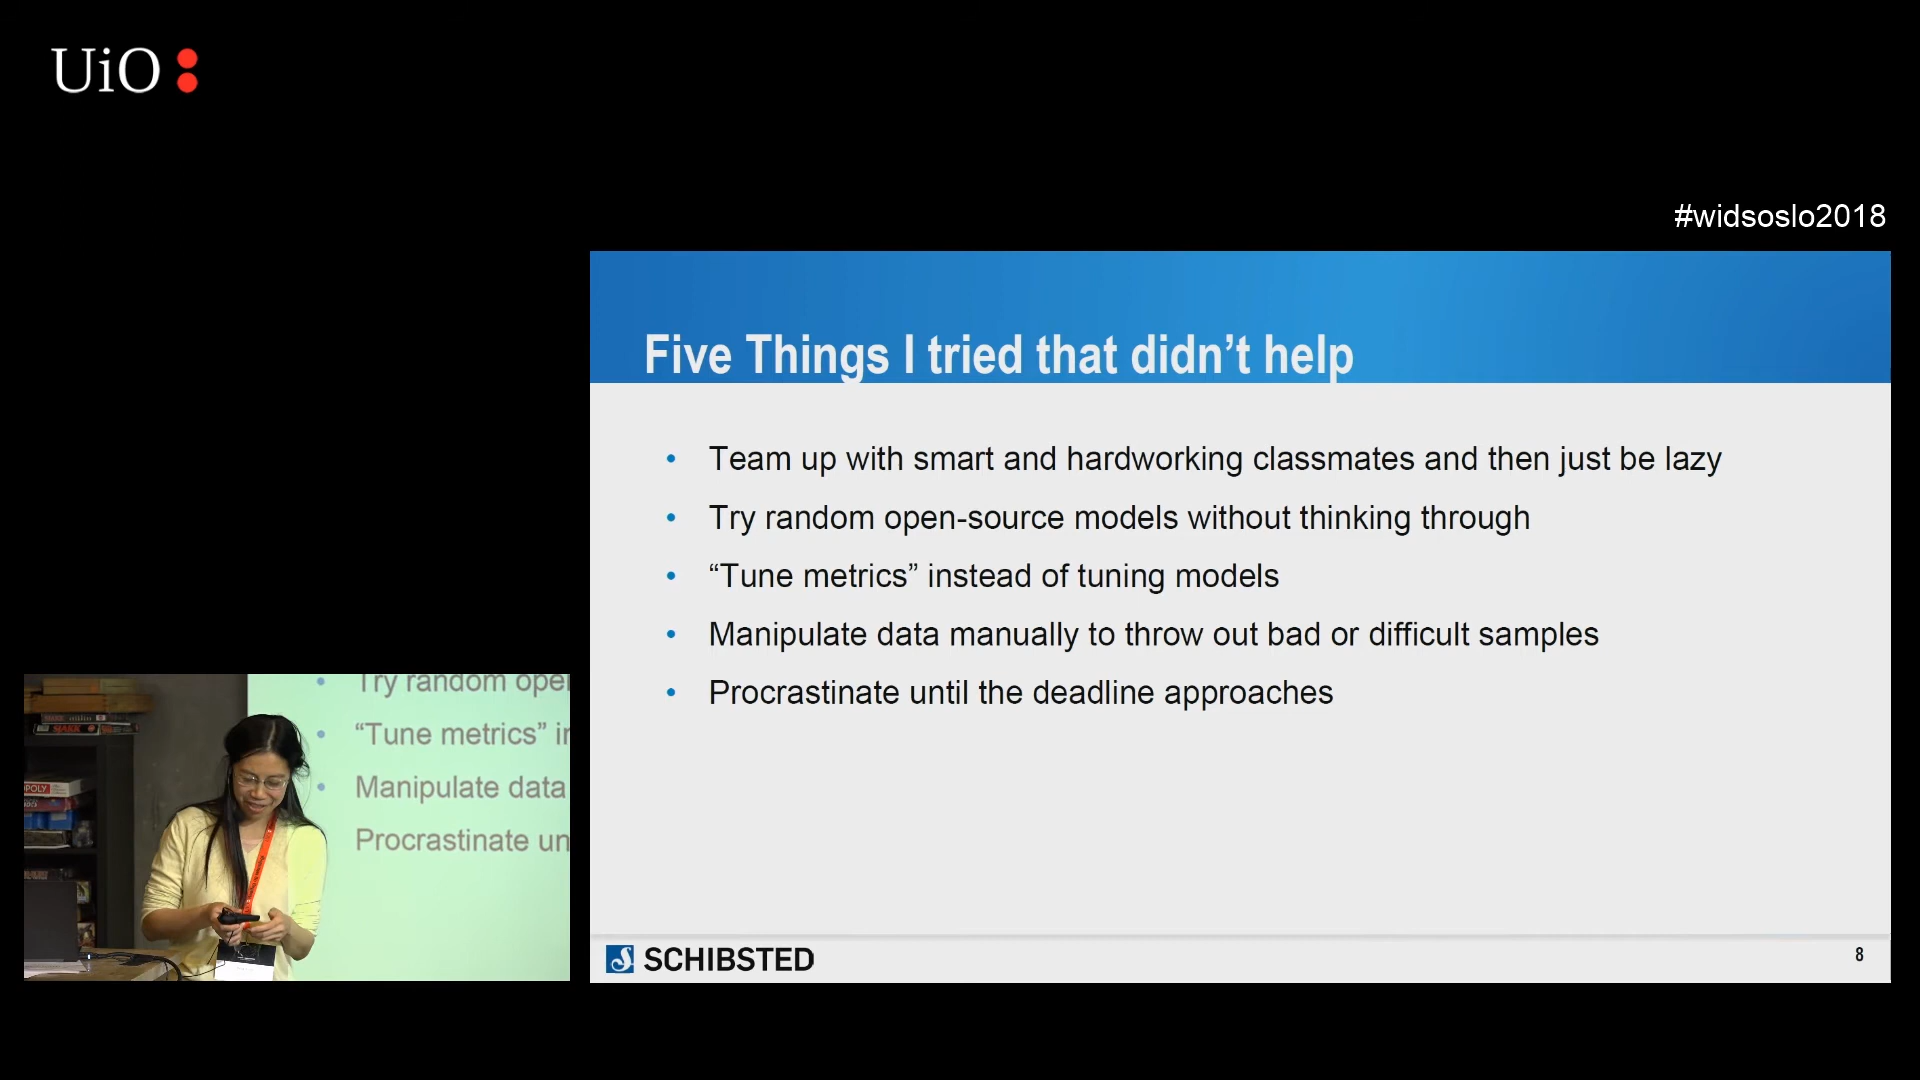 UiO
#widsoslo2018
Five Things I tried that didn’t help
• Team up with smart and hardworking classmates and then just be lazy
• Try random open-source models without thinking through
• “Tune metrics” instead of tuning models
• Manipulate data manually to throw out bad or difficult samples
• Procrastinate until the deadline approaches
SCHIBSTED
8
• Try random open
• “Tune metrics” in
• Manipulate data
Procrastinate un